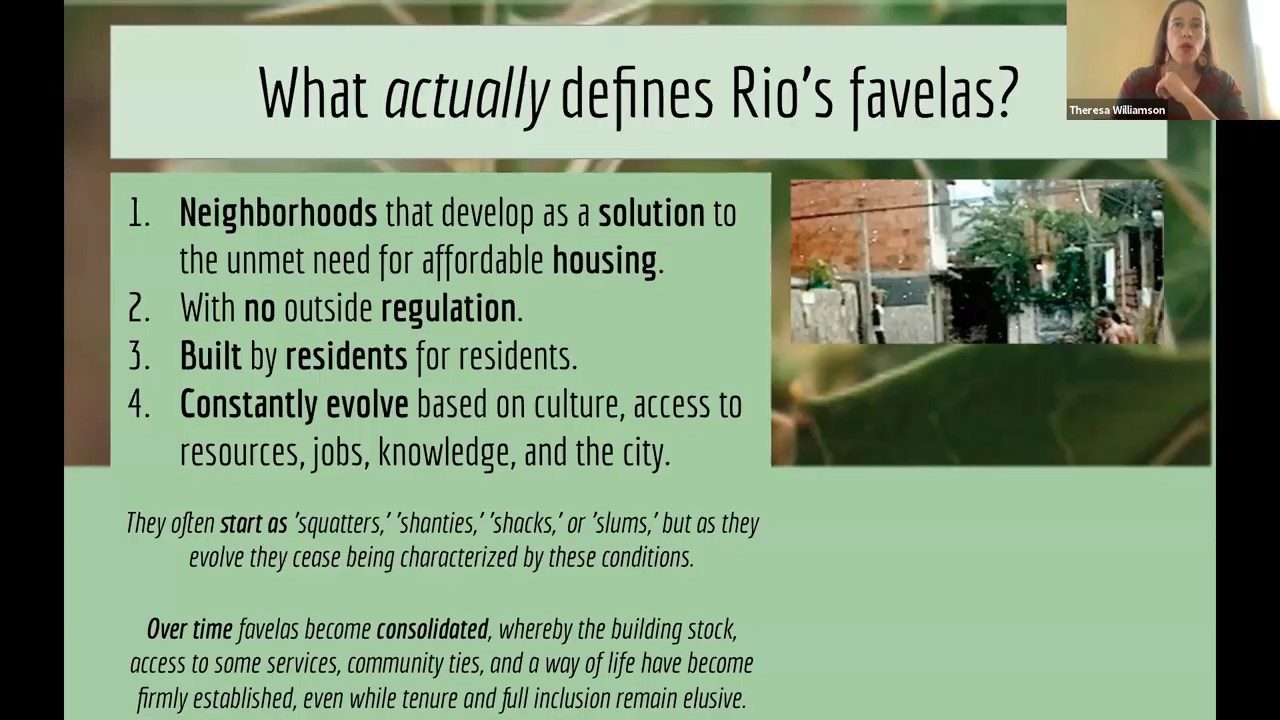 What actually defines Rio's favelas?
Theresa Williamson
1. Neighborhoods that develop as a solution to
the unmet need for affordable housing.
2. With no outside regulation.
3. Built by residents for residents.
4. Constantly evolve based on culture, access to
resources, jobs, knowledge, and the city.
They often start as 'squatters,' 'shanties,' 'shacks,' or 'slums,' but as they
evolve they cease being characterized by these conditions.
Over time favelas become consolidated, whereby the building stock,
access to some services, community ties, and a way of life have become
firmly established, even while tenure and full inclusion remain elusive.